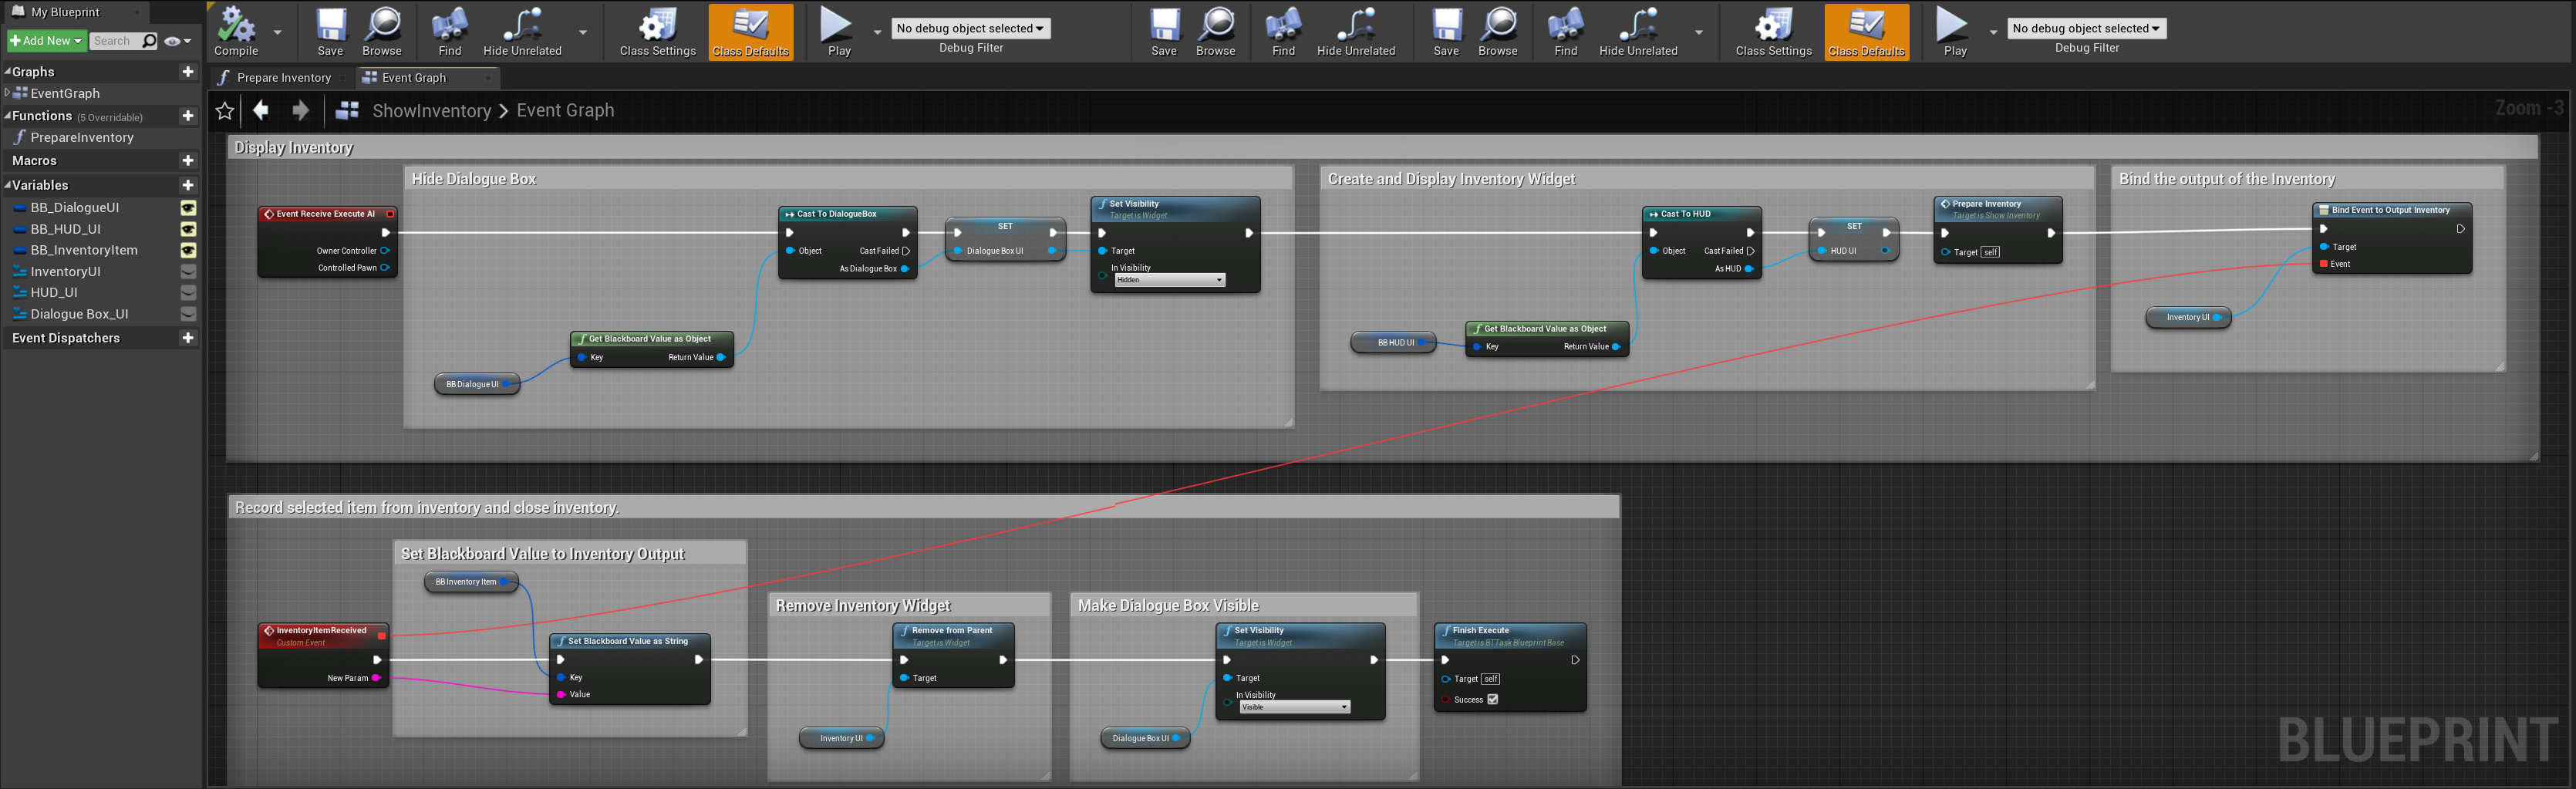 My Blueprint
Add New
Search
Graphs
EventGraph
Functions (5 Overridable)
PrepareInventory
Macros
Variables
BB_DialogueUI
BB_HUD_UI
BB_InventoryItem
InventoryUI
HUD_UI
Dialogue Box_UI
Event Dispatchers
Compile
Save
Browse
Find
Hide Unrelated
Class Settings
Class Defaults
Play
No debug object selected
Debug Filter
Save
Browse
Find
Hide Unrelated
Save
Browse
Find
Hide Unrelated
Class Settings
Class Defaults
Play
No debug object selected
Debug Filter
Prepare Inventory
Event Graph
ShowInventory > Event Graph
Zoom -3
Display Inventory
Event Receive Execute AI
Owner Controller
Controlled Pawn
Hide Dialogue Box
BB Dialogue UI
Get Blackboard Value as Object
Key
Return Value
Cast To DialogueBox
Object
Cast Failed
As Dialogue Box
SET
Dialogue Box UI
Set Visibility
Target is Widget
Target
In Visibility
Hidden
Create and Display Inventory Widget
BB HUD UI
Get Blackboard Value as Object
Key
Return Value
Cast To HUD
Object
Cast Failed
As HUD
SET
HUD UI
Prepare Inventory
Target is Show Inventory
Target self
Bind the output of the Inventory
Inventory UI
Bind Event to Output Inventory
Target
Event
Record selected item from inventory and close inventory.
InventoryItemReceived
Custom Event
New Param
Set Blackboard Value to Inventory Output
BB Inventory Item
Set Blackboard Value as String
Key
Value
Remove Inventory Widget
Inventory UI
Remove from Parent
Target is Widget
Target
Make Dialogue Box Visible
Dialogue Box UI
Set Visibility
Target is Widget
Target
In Visibility
Visible
Finish Execute
Target is BTTask Blueprint Base
Target self
Success
BLUEPRINT